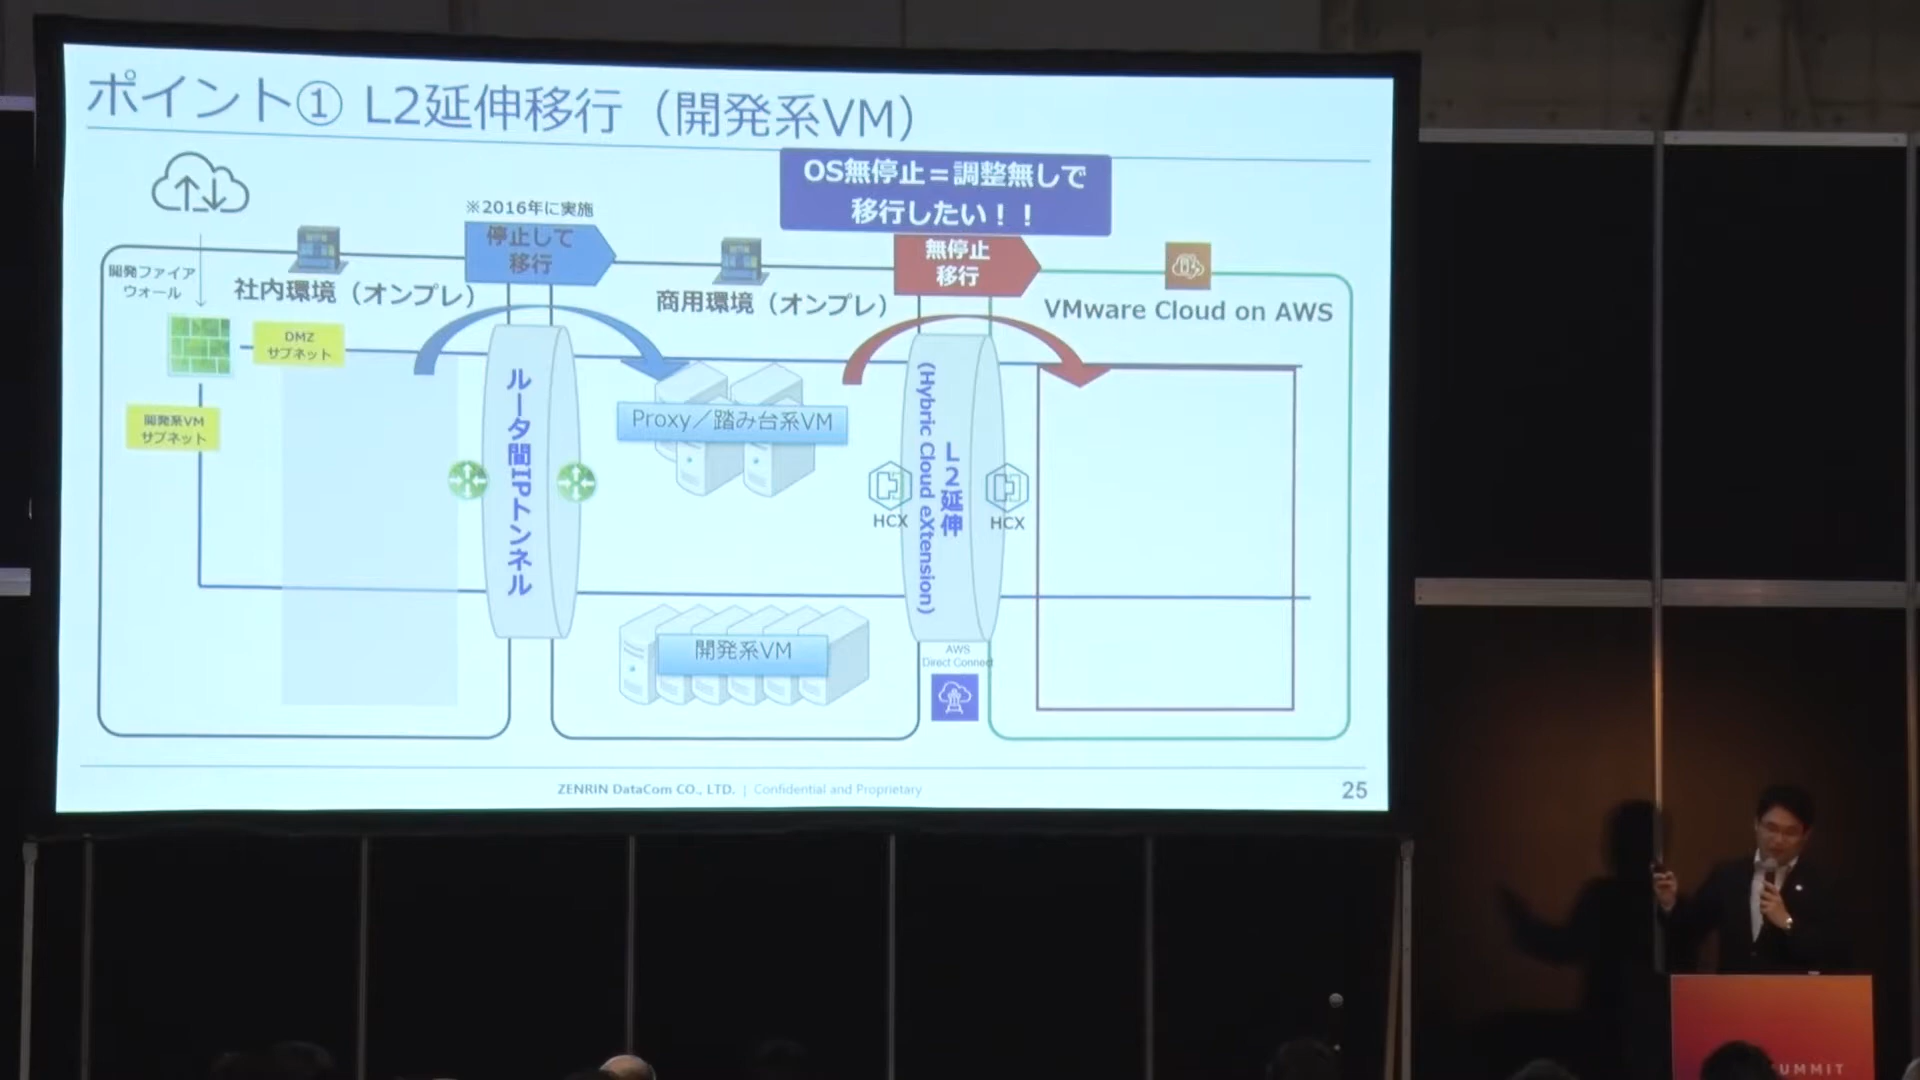 ポイント① L2延伸移行（開発系VM）
OS無停止＝調整無しで
移行したい！！
※2016年に実施
停止して
移行
無停止
移行
開発ファイア
ウォール
社内環境（オンプレ）
商用環境（オンプレ）
VMware Cloud on AWS
DMZ
サブネット
開発系VM
サブネット
ルータ間IPトンネル
Proxy／踏み台系VM
L2延伸
(Hybric Cloud eXtension)
HCX
HCX
開発系VM
AWS
Direct Connect
ZENRIN DataCom CO., LTD. | Confidential and Proprietary
25
SUMMIT